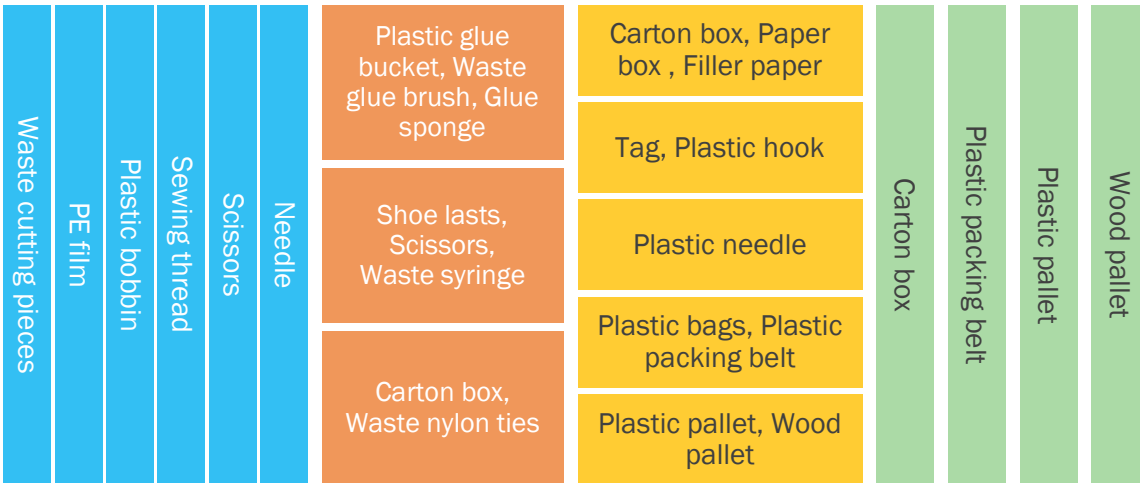 Waste cutting pieces
PE film
Plastic bobbin
Sewing thread
Scissors
Needle
Plastic glue
bucket, Waste
glue brush, Glue
sponge
Shoe lasts,
Scissors,
Waste syringe
Carton box,
Waste nylon ties
Carton box, Paper
box , Filler paper
Tag, Plastic hook
Plastic needle
Plastic bags, Plastic
packing belt
Plastic pallet, Wood
pallet
Carton box
Plastic packing belt
Plastic pallet
Wood pallet